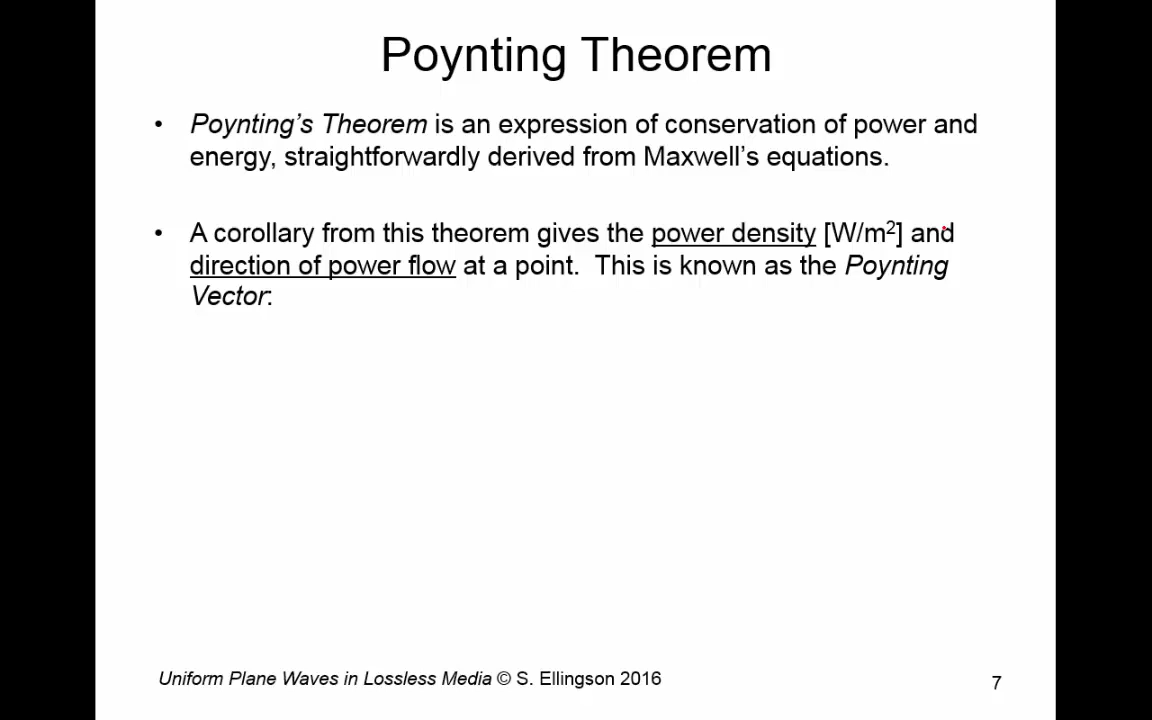 Poynting Theorem
• Poynting's Theorem is an expression of conservation of power and
energy, straightforwardly derived from Maxwell's equations.
• A corollary from this theorem gives the power density [W/m²] and
direction of power flow at a point.  This is known as the Poynting
Vector:
Uniform Plane Waves in Lossless Media © S. Ellingson 2016
7